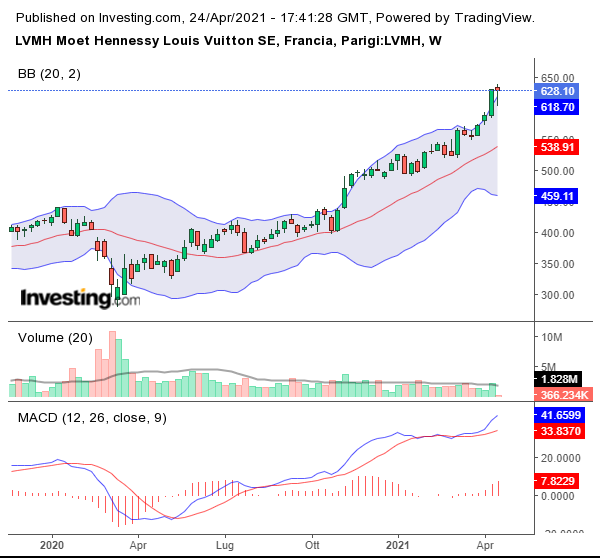 Published on Investing.com, 24/Apr/2021 - 17:41:28 GMT, Powered by TradingView.
LVMH Moet Hennessy Louis Vuitton SE, Francia, Parigi:LVMH, W
BB (20, 2)
650.00
628.10
618.70
538.91
500.00
459.11
400.00
350.00
300.00
Investing.com
Volume (20)
10M
5M
1.828M
366.234K
MACD (12, 26, close, 9)
41.6599
33.8370
7.8229
0.0000
2020 Apr Lug Ott 2021 Apr